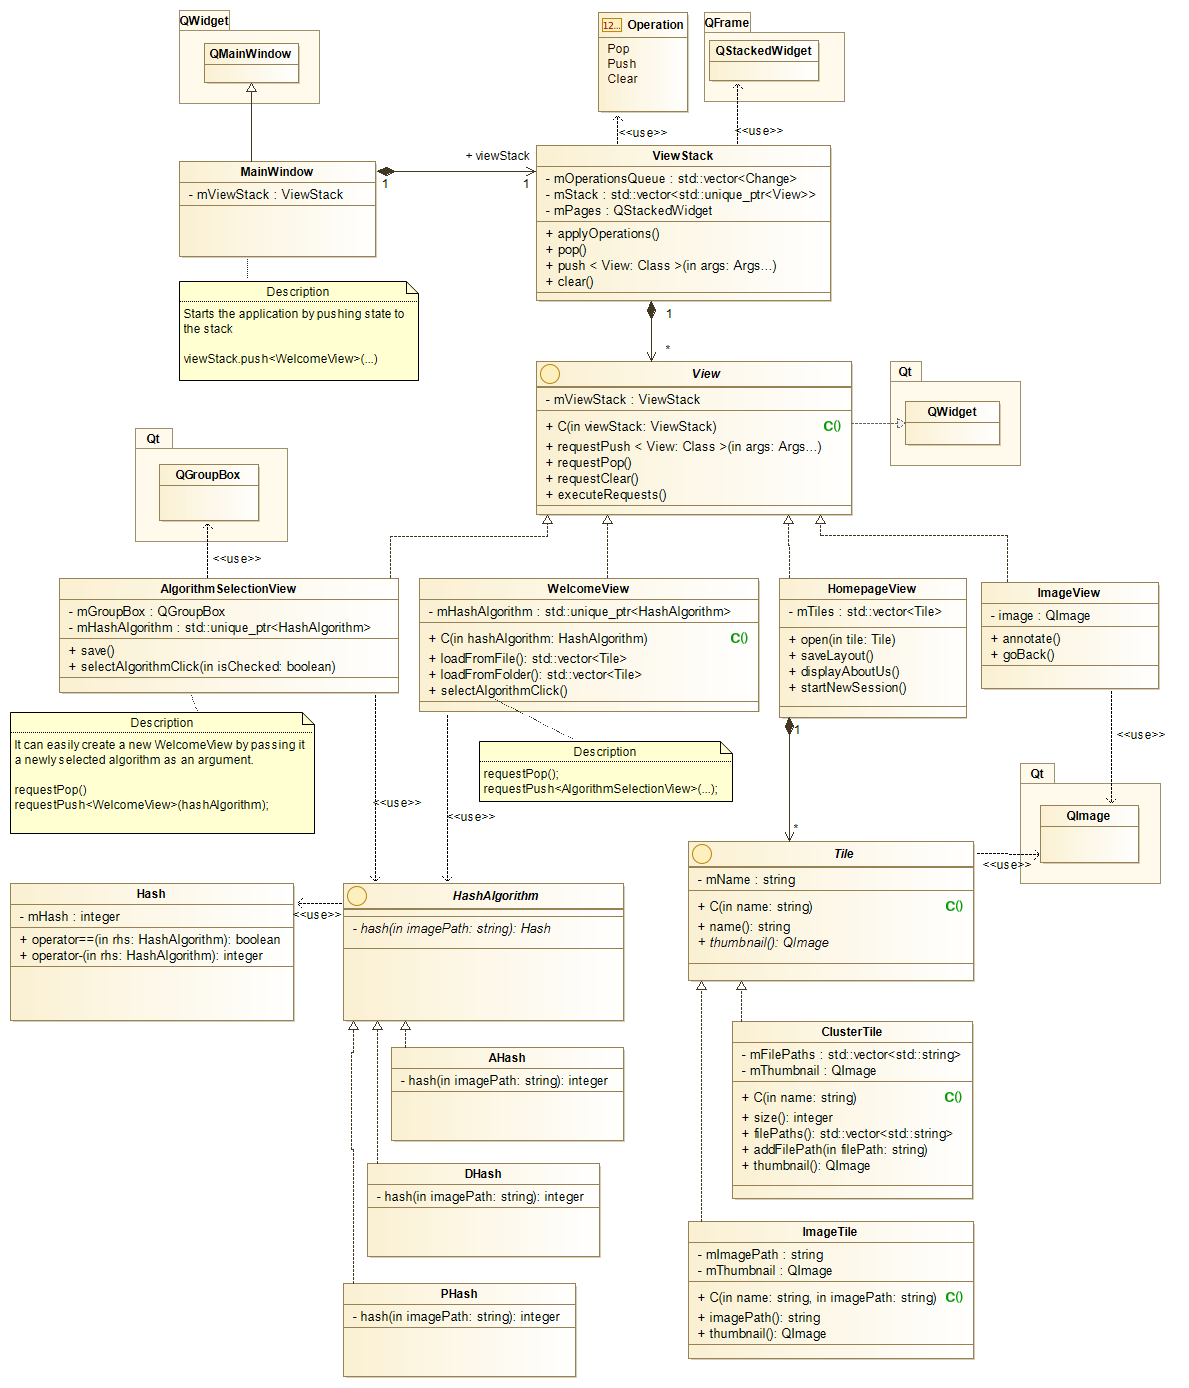 QWidget
QMainWindow
12... Operation
Pop
Push
Clear
QFrame
QStackedWidget
<<use>>
<<use>>
MainWindow
- mViewStack : ViewStack
+ viewStack
1
1
ViewStack
- mOperationsQueue : std::vector<Change>
- mStack : std::vector<std::unique_ptr<View>>
- mPages : QStackedWidget
+ applyOperations()
+ pop()
+ push < View: Class >(in args: Args...)
+ clear()
Description
Starts the application by pushing state to
the stack
viewStack.push<WelcomeView>(...)
1
*
View
- mViewStack : ViewStack
+ C(in viewStack: ViewStack) C()
+ requestPush < View: Class >(in args: Args...)
+ requestPop()
+ requestClear()
+ executeRequests()
Qt
QWidget
Qt
QGroupBox
<<use>>
AlgorithmSelectionView
- mGroupBox : QGroupBox
- mHashAlgorithm : std::unique_ptr<HashAlgorithm>
+ save()
+ selectAlgorithmClick(in isChecked: boolean)
WelcomeView
- mHashAlgorithm : std::unique_ptr<HashAlgorithm>
+ C(in hashAlgorithm: HashAlgorithm) C()
+ loadFromFile(): std::vector<Tile>
+ loadFromFolder(): std::vector<Tile>
+ selectAlgorithmClick()
HomepageView
- mTiles : std::vector<Tile>
+ open(in tile: Tile)
+ saveLayout()
+ displayAboutUs()
+ startNewSession()
ImageView
- image : QImage
+ annotate()
+ goBack()
Description
It can easily create a new WelcomeView by passing it
a newly selected algorithm as an argument.
requestPop()
requestPush<WelcomeView>(hashAlgorithm);
Description
requestPop();
requestPush<AlgorithmSelectionView>(...);
1
<<use>>
<<use>>
<<use>>
*
Qt
QImage
<<use>>
Tile
- mName : string
+ C(in name: string) C()
+ name(): string
+ thumbnail(): QImage
Hash
- mHash : integer
+ operator==(in rhs: HashAlgorithm): boolean
+ operator-(in rhs: HashAlgorithm): integer
<<use>>
HashAlgorithm
- hash(in imagePath: string): Hash
AHash
- hash(in imagePath: string): integer
DHash
- hash(in imagePath: string): integer
PHash
- hash(in imagePath: string): integer
ClusterTile
- mFilePaths : std::vector<std::string>
- mThumbnail : QImage
+ C(in name: string) C()
+ size(): integer
+ filePaths(): std::vector<std::string>
+ addFilePath(in filePath: string)
+ thumbnail(): QImage
ImageTile
- mImagePath : string
- mThumbnail : QImage
+ C(in name: string, in imagePath: string) C()
+ imagePath(): string
+ thumbnail(): QImage